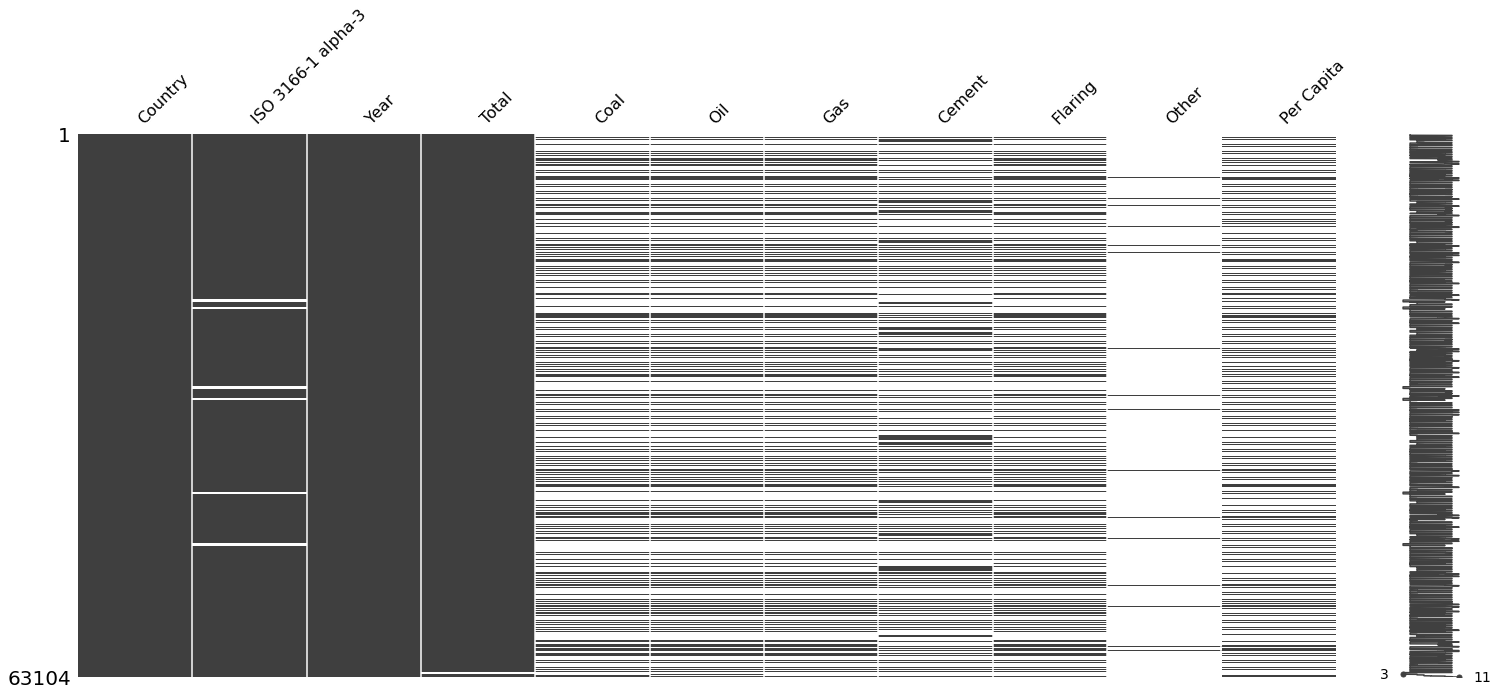 Country
ISO 3166-1 alpha-3
Year
Total
Coal
Oil
Gas
Cement
Flaring
Other
Per Capita
1
63104
3
11